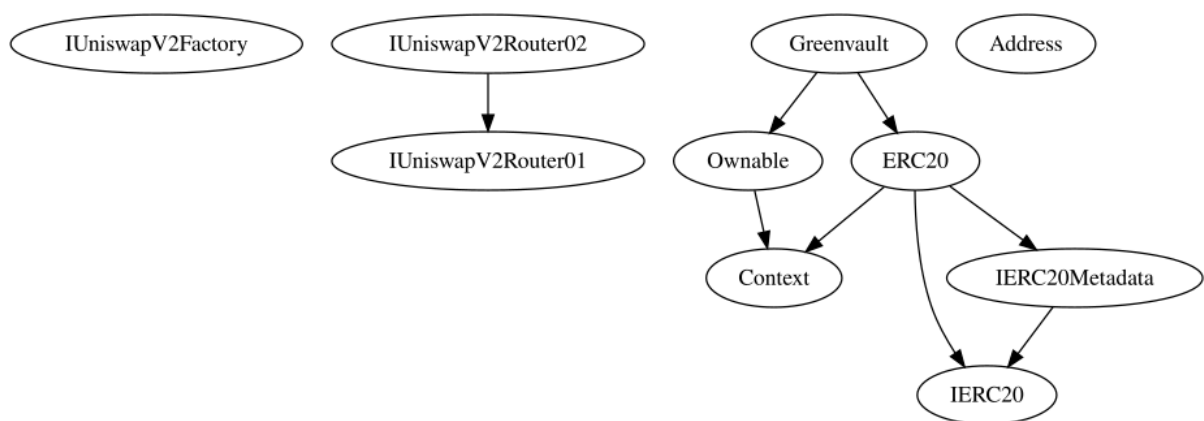 IUniswapV2Factory
IUniswapV2Router02
Greenvault
Address
IUniswapV2Router01
Ownable
ERC20
Context
IERC20Metadata
IERC20